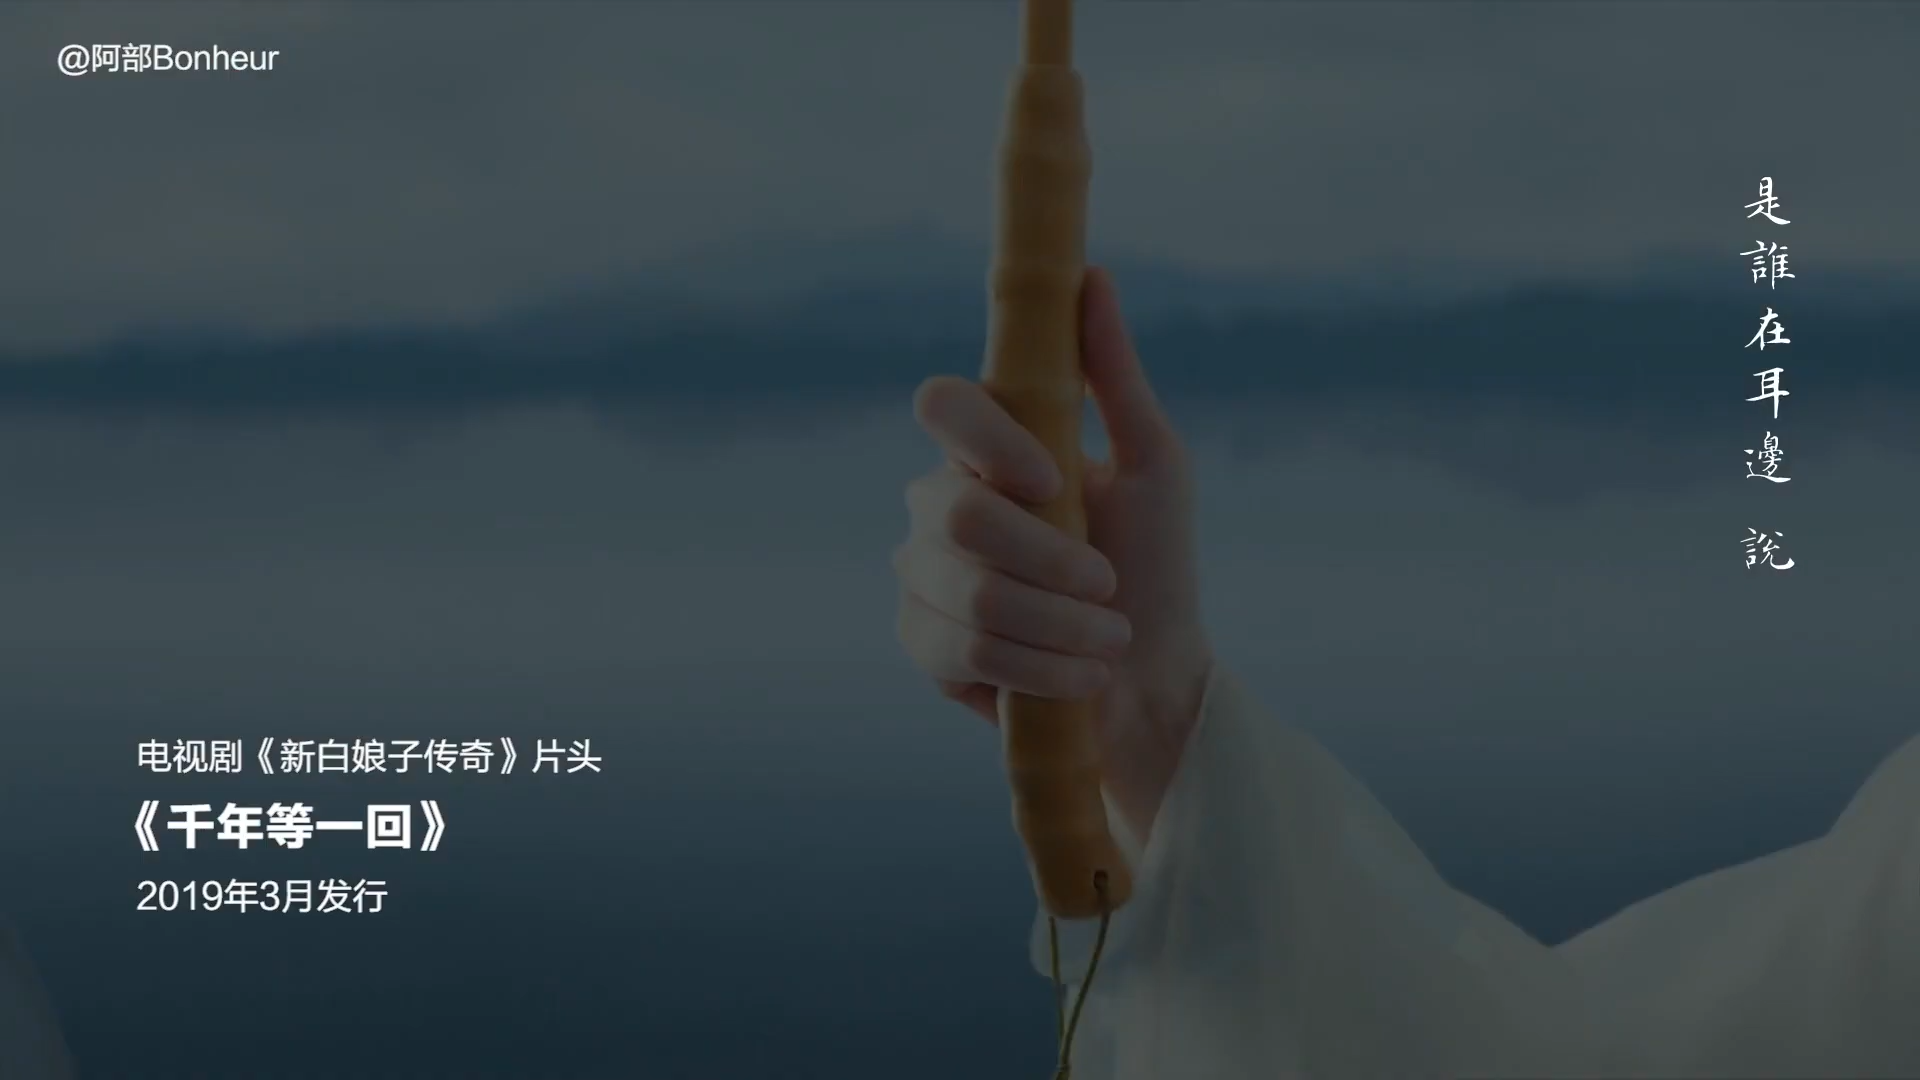 @阿部Bonheur
是誰在耳邊 說
电视剧《新白娘子传奇》片头
《千年等一回》
2019年3月发行